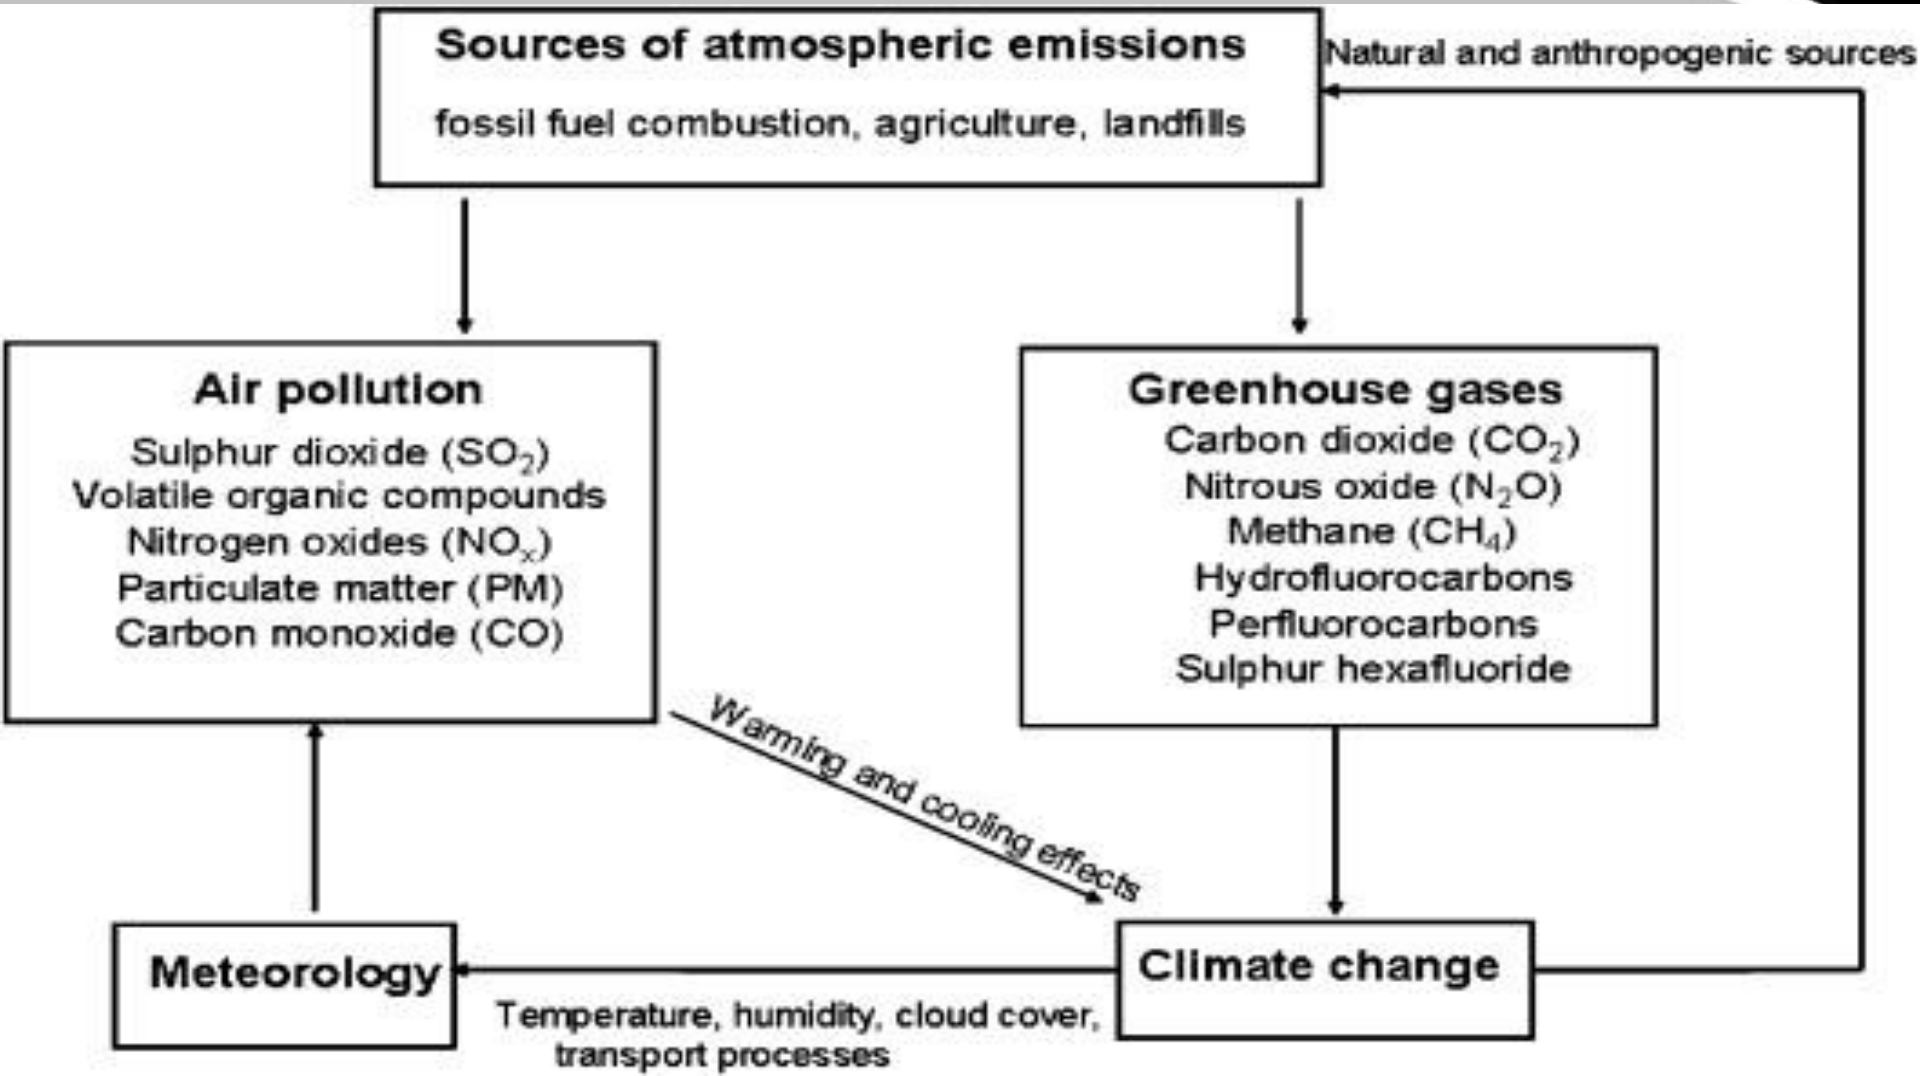 Sources of atmospheric emissions
fossil fuel combustion, agriculture, landfills
Natural and anthropogenic sources
Air pollution
Sulphur dioxide (SO₂)
Volatile organic compounds
Nitrogen oxides (NOₓ)
Particulate matter (PM)
Carbon monoxide (CO)
Greenhouse gases
Carbon dioxide (CO₂)
Nitrous oxide (N₂O)
Methane (CH₄)
Hydrofluorocarbons
Perfluorocarbons
Sulphur hexafluoride
Warming and cooling effects
Meteorology
Climate change
Temperature, humidity, cloud cover,
transport processes